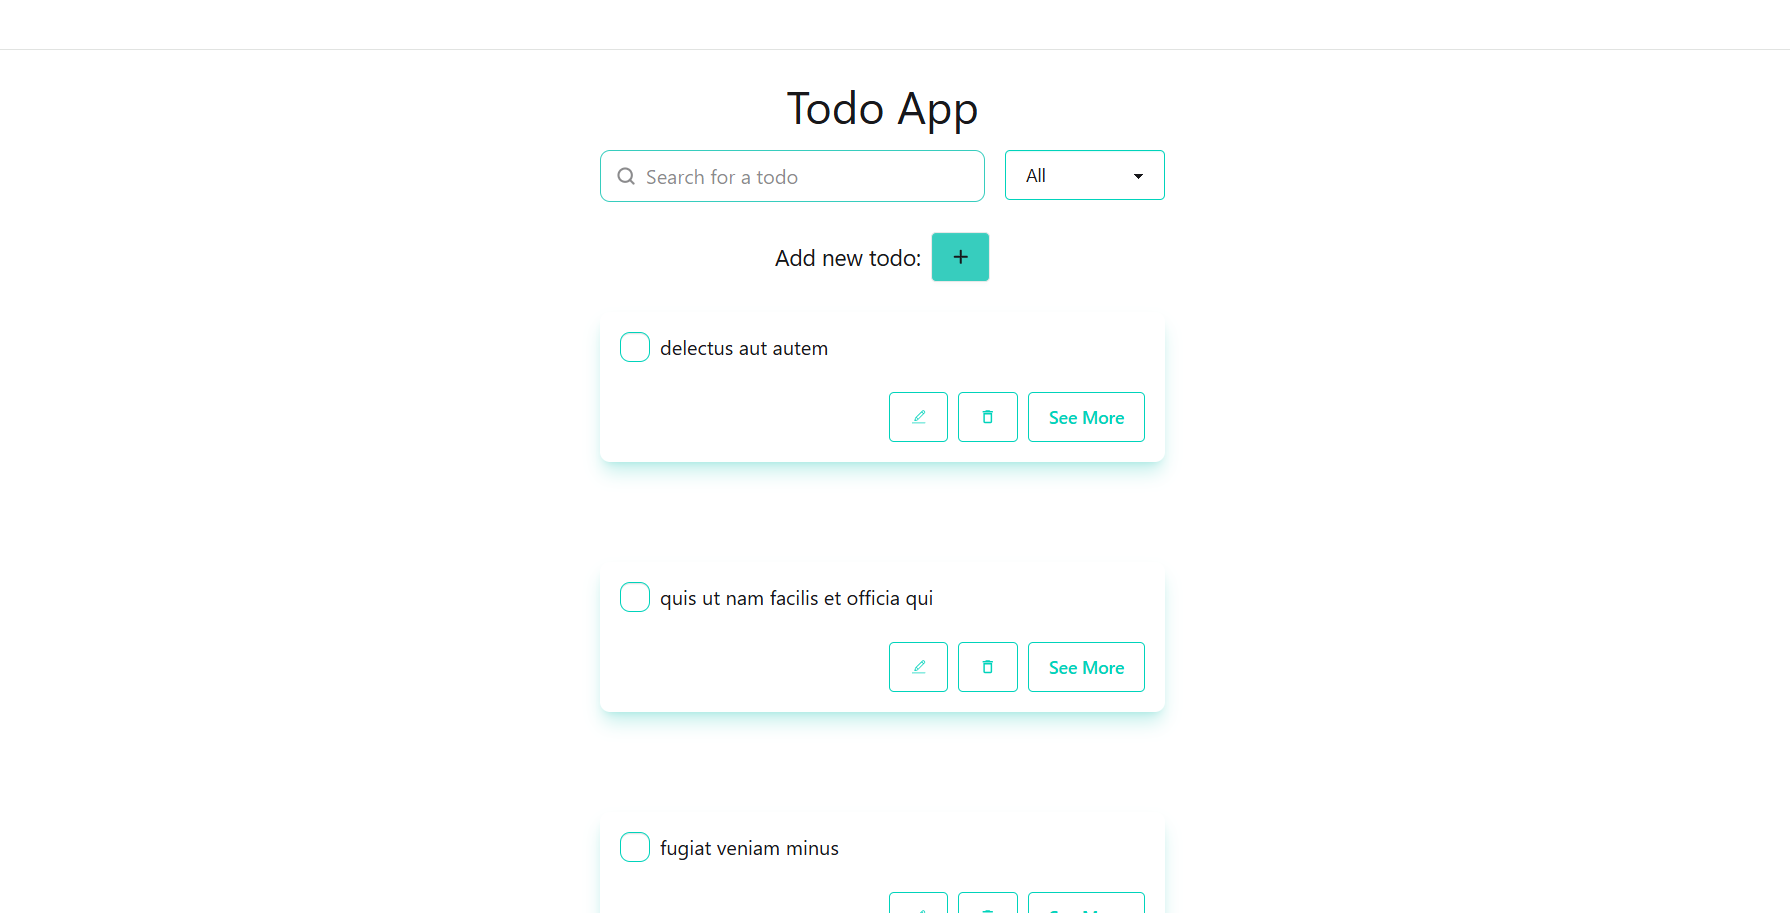 Todo App
Search for a todo
All
Add new todo: +
delectus aut autem
See More
quis ut nam facilis et officia qui
See More
fugiat veniam minus